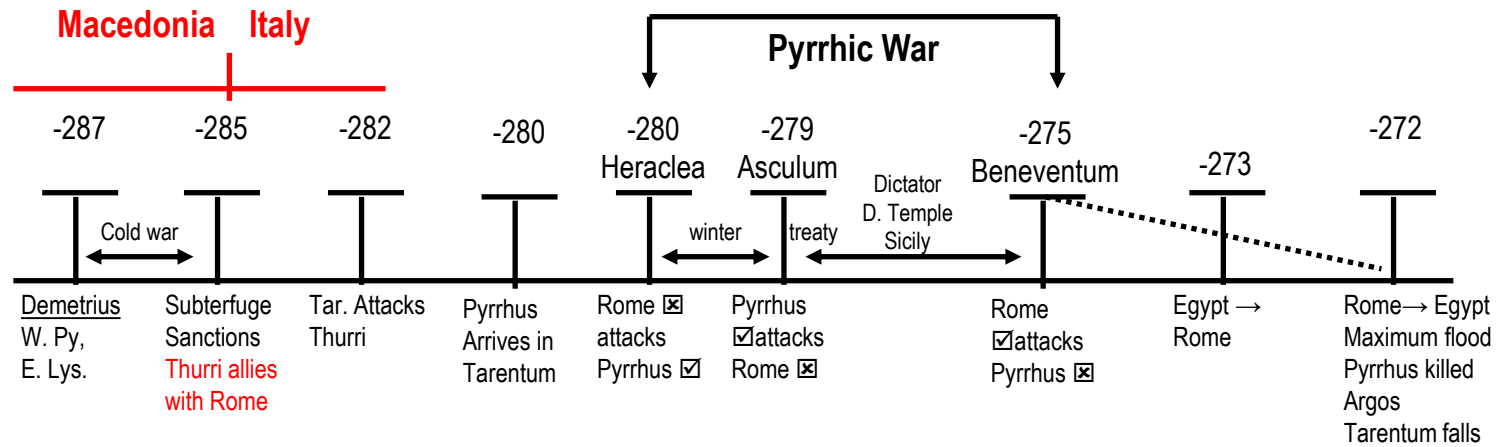 Macedonia Italy
Pyrrhic War
-287
-285
-282
-280
-280
Heraclea
-279
Asculum
-275
Beneventum
-273
-272
Cold war
winter
treaty
Dictator
D. Temple
Sicily
Demetrius
W. Py,
E. Lys.
Subterfuge
Sanctions
Thurri allies
with Rome
Tar. Attacks
Thurri
Pyrrhus
Arrives in
Tarentum
Rome ☒
attacks
Pyrrhus ☑
Pyrrhus
☑attacks
Rome ☒
Rome
☑attacks
Pyrrhus ☒
Egypt →
Rome
Rome→ Egypt
Maximum flood
Pyrrhus killed
Argos
Tarentum falls